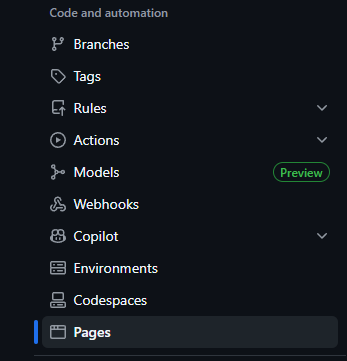 Code and automation
Branches
Tags
Rules
Actions
Models Preview
Webhooks
Copilot
Environments
Codespaces
Pages